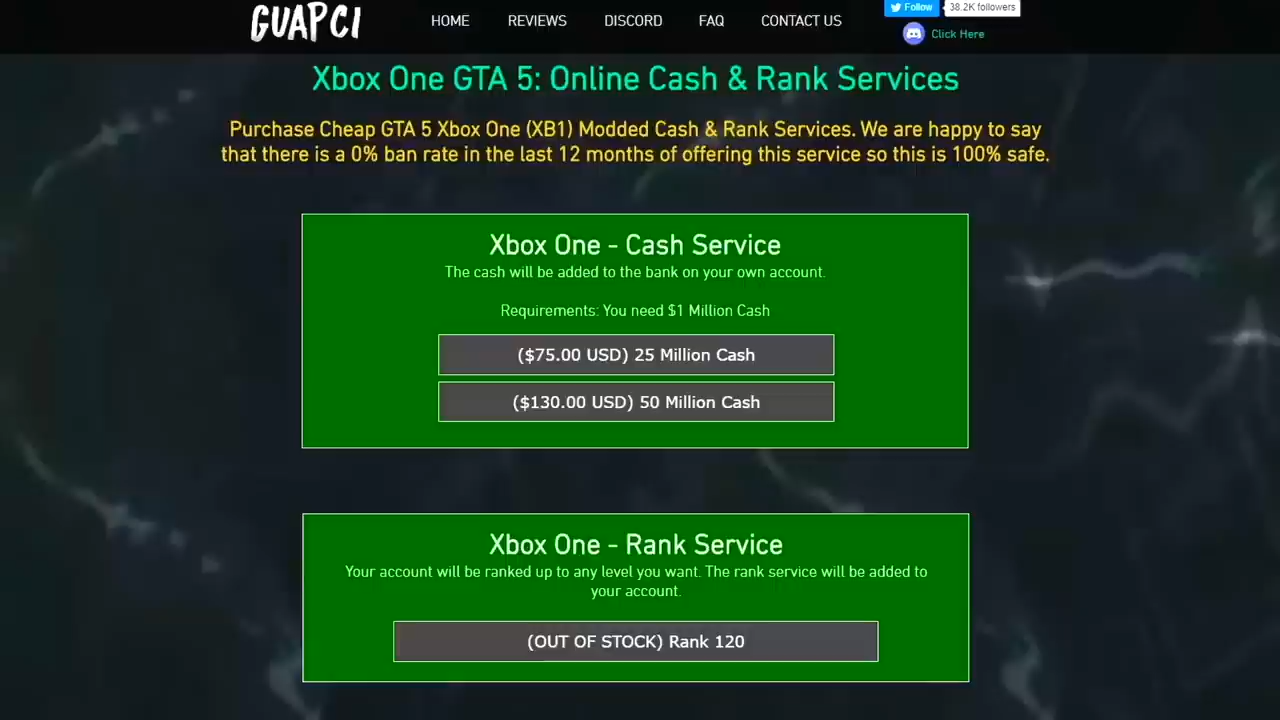 GUAPCI
HOME REVIEWS DISCORD FAQ CONTACT US
Follow 38.2K followers
Click Here
Xbox One GTA 5: Online Cash & Rank Services
Purchase Cheap GTA 5 Xbox One (XB1) Modded Cash & Rank Services. We are happy to say
that there is a 0% ban rate in the last 12 months of offering this service so this is 100% safe.
Xbox One - Cash Service
The cash will be added to the bank on your own account.
Requirements: You need $1 Million Cash
($75.00 USD) 25 Million Cash
($130.00 USD) 50 Million Cash
Xbox One - Rank Service
Your account will be ranked up to any level you want. The rank service will be added to
your account.
(OUT OF STOCK) Rank 120